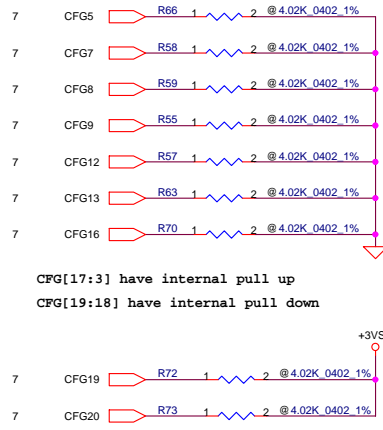 7 CFG5 R66 1 2 @4.02K_0402_1%
7 CFG7 R58 1 2 @4.02K_0402_1%
7 CFG8 R59 1 2 @4.02K_0402_1%
7 CFG9 R55 1 2 @4.02K_0402_1%
7 CFG12 R57 1 2 @4.02K_0402_1%
7 CFG13 R63 1 2 @4.02K_0402_1%
7 CFG16 R70 1 2 @4.02K_0402_1%
CFG[17:3] have internal pull up
CFG[19:18] have internal pull down
+3VS
7 CFG19 R72 1 2 @4.02K_0402_1%
7 CFG20 R73 1 2 @4.02K_0402_1%